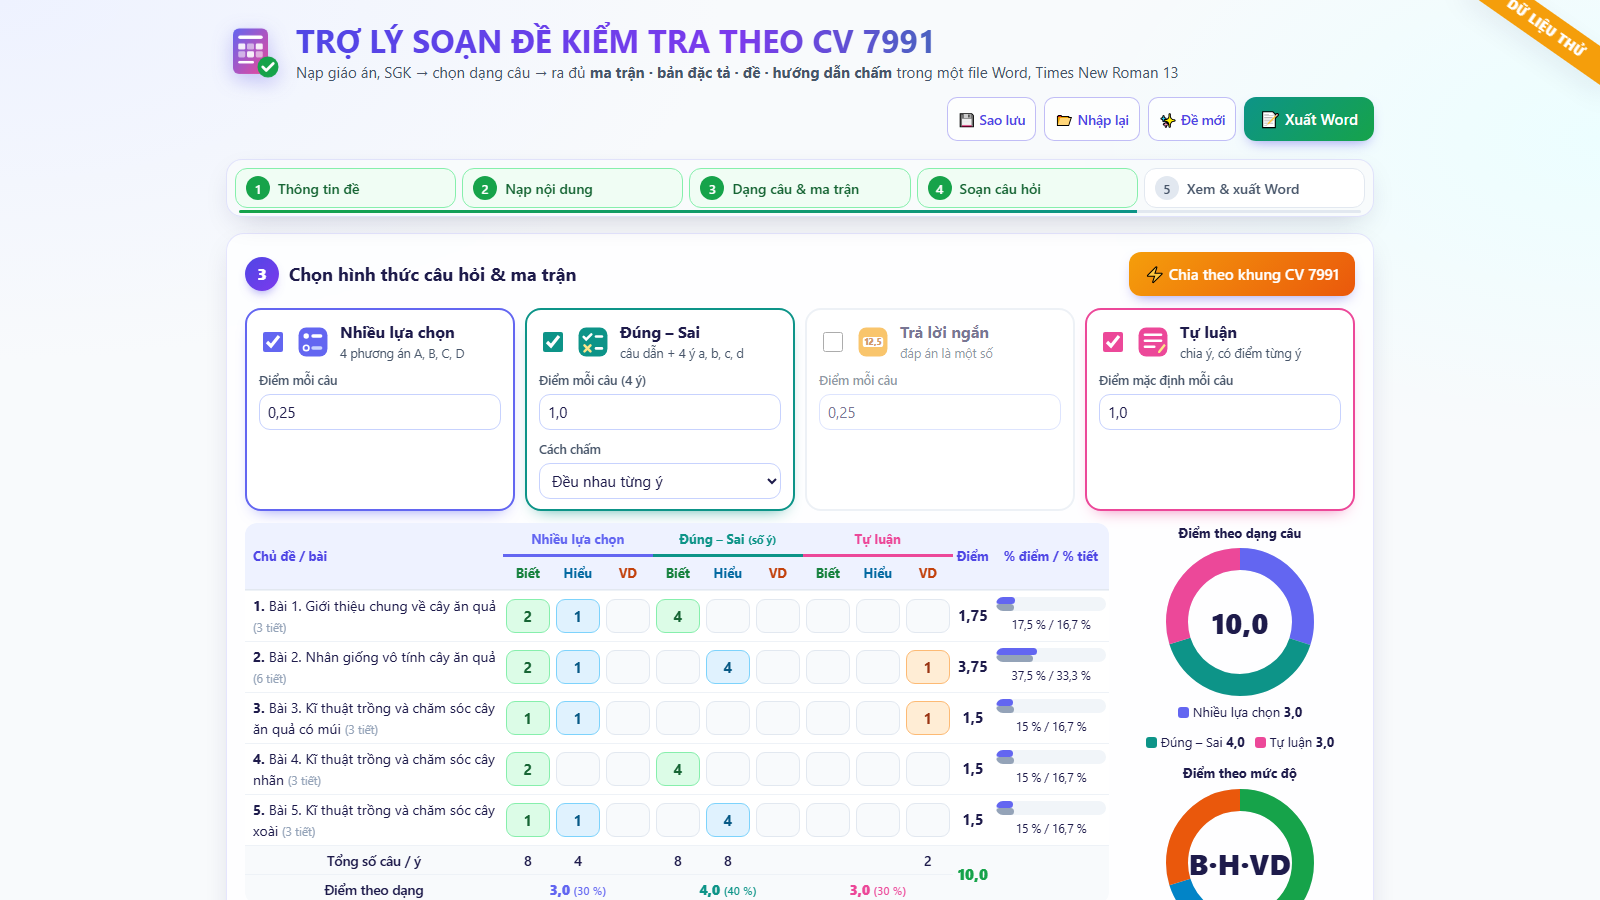 TRỢ LÝ SOẠN ĐỀ KIỂM TRA THEO CV 7991
DỮ LIỆU THỬ
Nạp giáo án, SGK → chọn dạng câu → ra đủ ma trận · bản đặc tả · đề · hướng dẫn chấm trong một file Word, Times New Roman 13
Sao lưu
Nhập lại
Đề mới
Xuất Word
1 Thông tin đề
2 Nạp nội dung
3 Dạng câu & ma trận
4 Soạn câu hỏi
5 Xem & xuất Word
3 Chọn hình thức câu hỏi & ma trận
Chia theo khung CV 7991
Nhiều lựa chọn
4 phương án A, B, C, D
Điểm mỗi câu
0,25
Đúng – Sai
câu dẫn + 4 ý a, b, c, d
Điểm mỗi câu (4 ý)
1,0
Cách chấm
Đều nhau từng ý
12,5
Trả lời ngắn
đáp án là một số
Điểm mỗi câu
0,25
Tự luận
chia ý, có điểm từng ý
Điểm mặc định mỗi câu
1,0
Chủ đề / bài
Nhiều lựa chọn Đúng – Sai (số ý) Tự luận
Điểm % điểm / % tiết
Biết Hiểu VD Biết Hiểu VD Biết Hiểu VD
1. Bài 1. Giới thiệu chung về cây ăn quả
(3 tiết)
2 1 4 1,75
17,5 % / 16,7 %
2. Bài 2. Nhân giống vô tính cây ăn quả
(6 tiết)
2 1 4 1 3,75
37,5 % / 33,3 %
3. Bài 3. Kĩ thuật trồng và chăm sóc cây
ăn quả có múi (3 tiết)
1 1 1 1,5
15 % / 16,7 %
4. Bài 4. Kĩ thuật trồng và chăm sóc cây
nhãn (3 tiết)
2 4 1,5
15 % / 16,7 %
5. Bài 5. Kĩ thuật trồng và chăm sóc cây
xoài (3 tiết)
1 1 4 1,5
15 % / 16,7 %
Tổng số câu / ý 8 4 8 8 2
10,0
Điểm theo dạng 3,0 (30 %) 4,0 (40 %) 3,0 (30 %)
Điểm theo dạng câu
10,0
Nhiều lựa chọn 3,0
Đúng – Sai 4,0 Tự luận 3,0
Điểm theo mức độ
B·H·VD